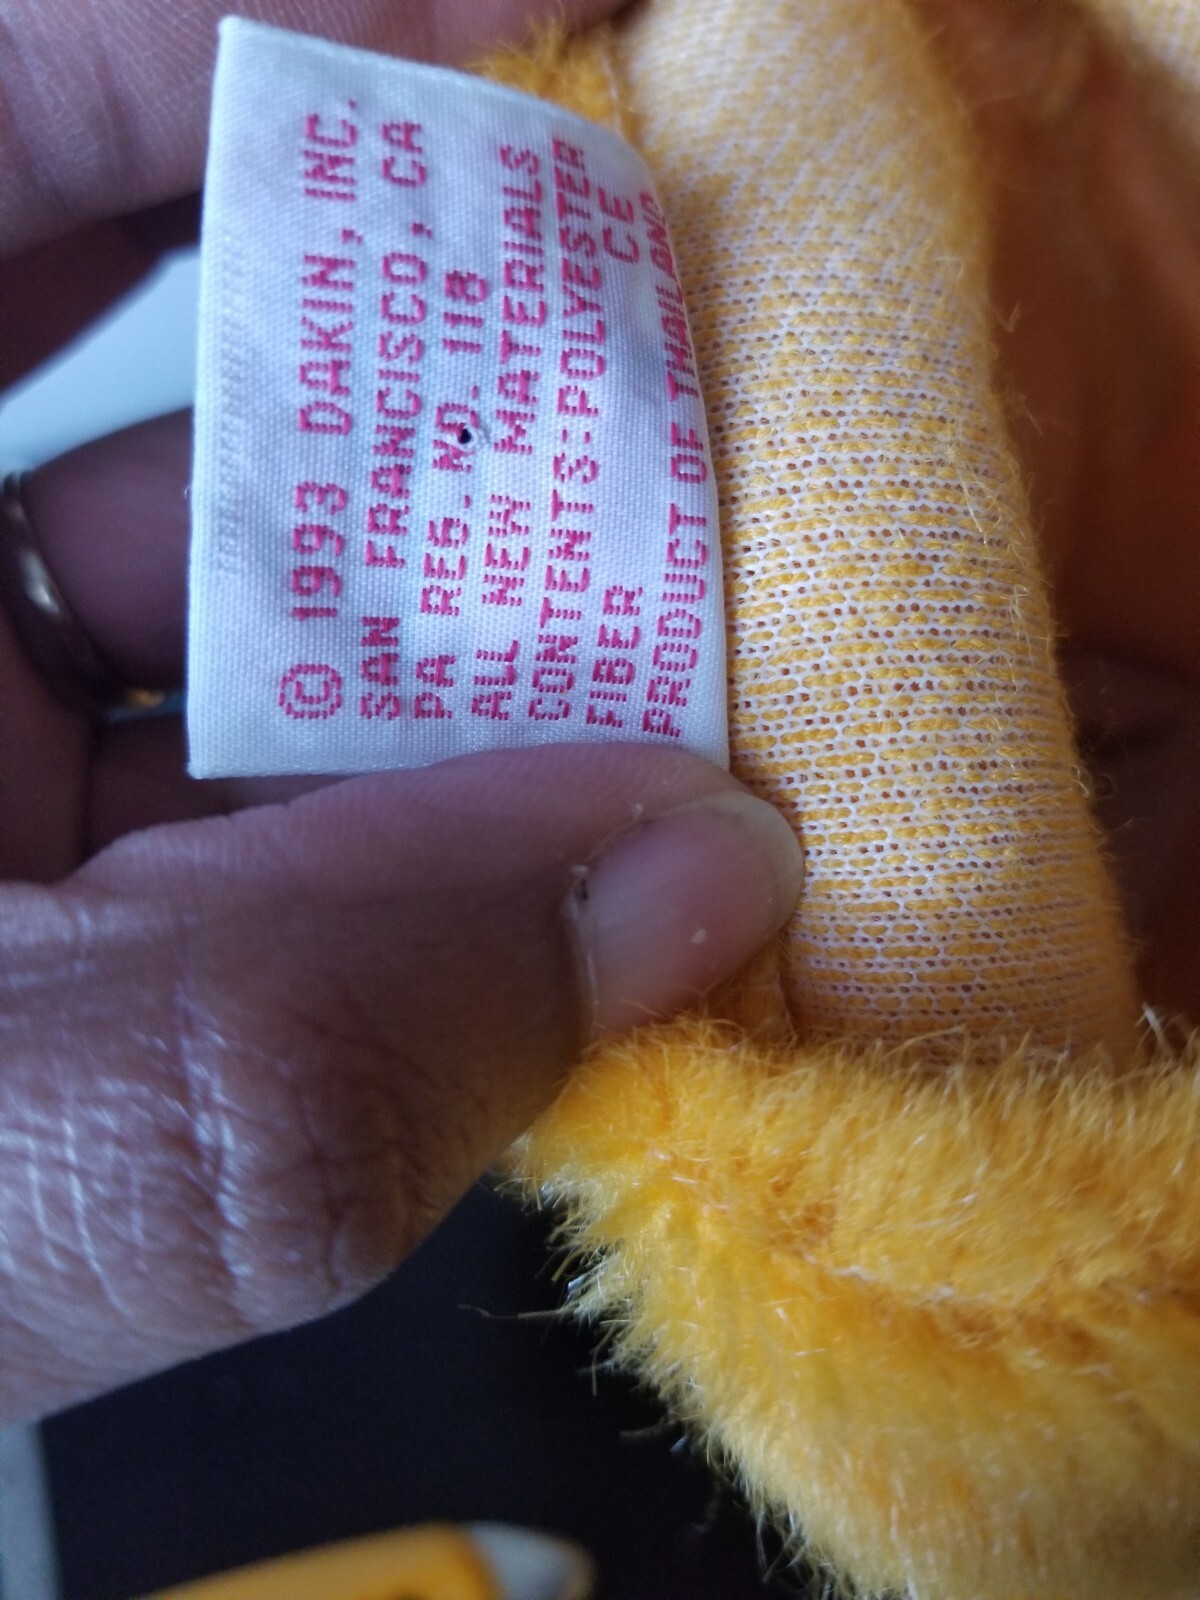 © 1993 DAKIN, INC.
SAN FRANCISCO, CA
PA REG. NO. 118
ALL NEW MATERIALS
CONTENTS:POLYESTER
FIBER CE
PRODUCT OF THAILAND